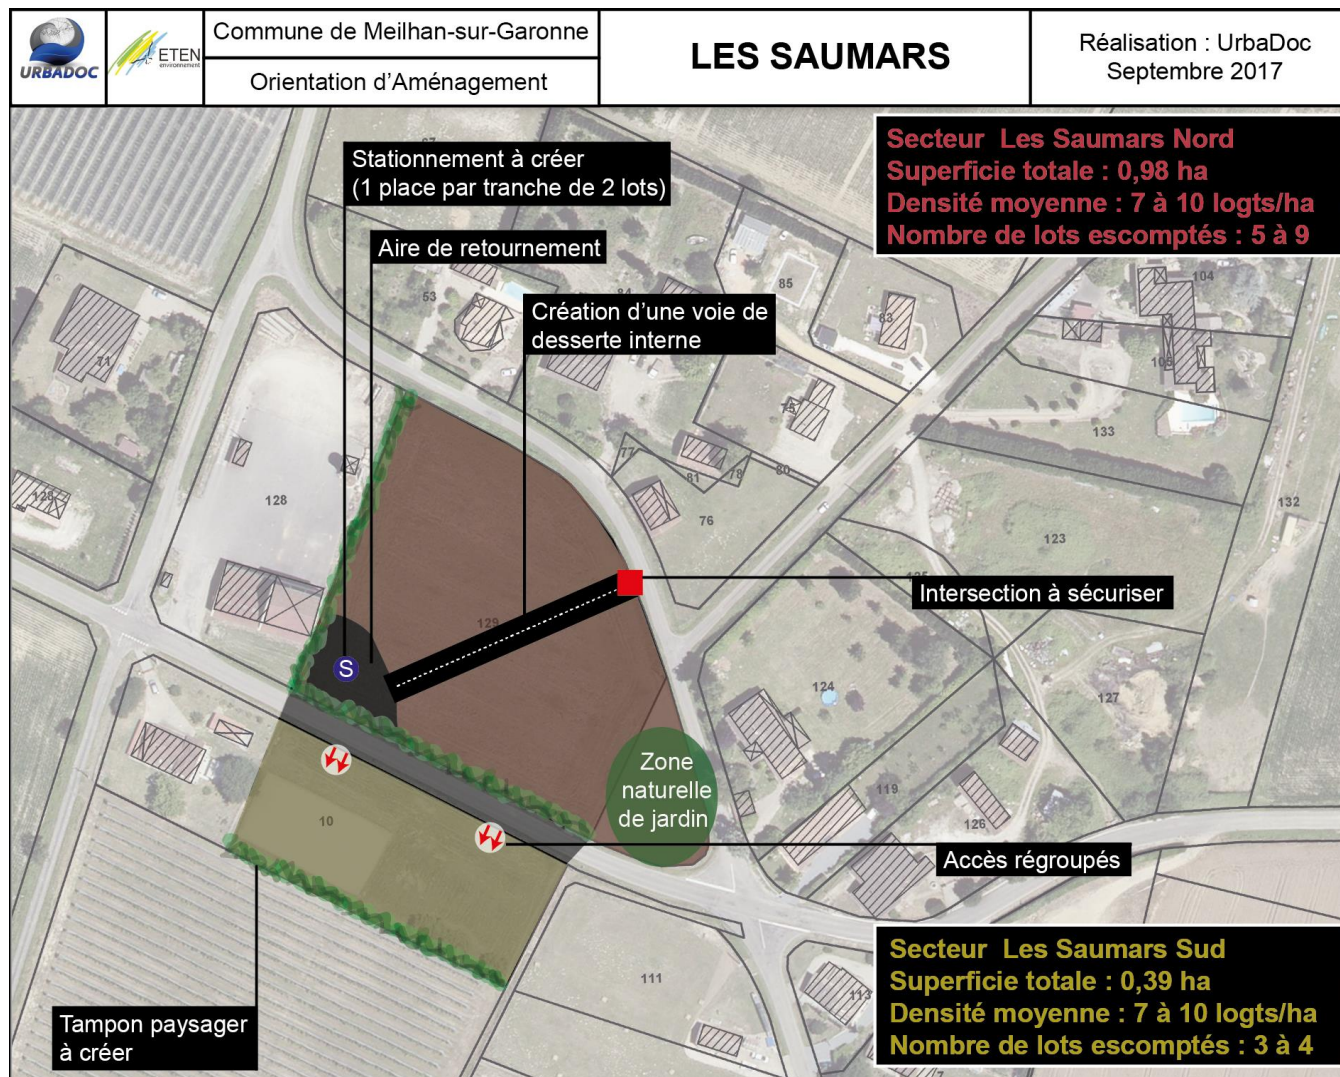 URBADOC
ETEN
environnement
Commune de Meilhan-sur-Garonne
Orientation d'Aménagement
LES SAUMARS
Réalisation : UrbaDoc
Septembre 2017
Secteur Les Saumars Nord
Superficie totale : 0,98 ha
Densité moyenne : 7 à 10 logts/ha
Nombre de lots escomptés : 5 à 9
Stationnement à créer
(1 place par tranche de 2 lots)
Aire de retournement
Création d'une voie de
desserte interne
Intersection à sécuriser
Accès régroupés
Zone
naturelle
de jardin
S
Tampon paysager
à créer
Secteur Les Saumars Sud
Superficie totale : 0,39 ha
Densité moyenne : 7 à 10 logts/ha
Nombre de lots escomptés : 3 à 4
53
84
85
83
104
105
71
75
133
77
81
78
80
76
132
128
128
123
129
124
127
119
126
10
111
113